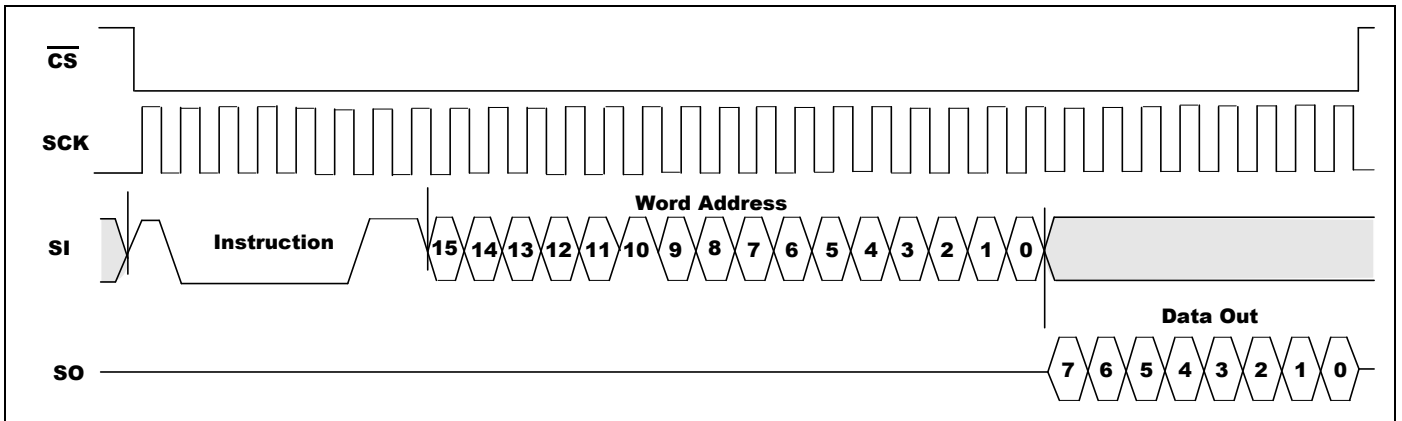 CS
SCK
Word Address
SI
Instruction
15 14 13 12 11 10 9 8 7 6 5 4 3 2 1 0
Data Out
SO
7 6 5 4 3 2 1 0